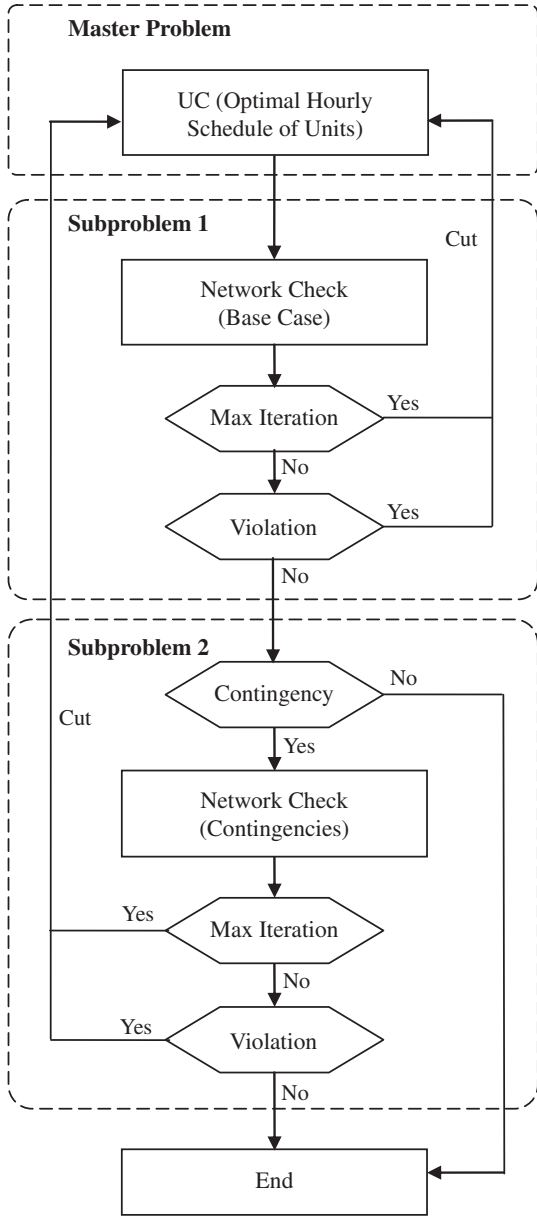 Master Problem
UC (Optimal Hourly
Schedule of Units)
Subproblem 1
Cut
Network Check
(Base Case)
Max Iteration
Yes
No
Violation
Yes
No
Subproblem 2
Contingency
No
Cut
Yes
Network Check
(Contingencies)
Yes
Max Iteration
No
Yes
Violation
No
End